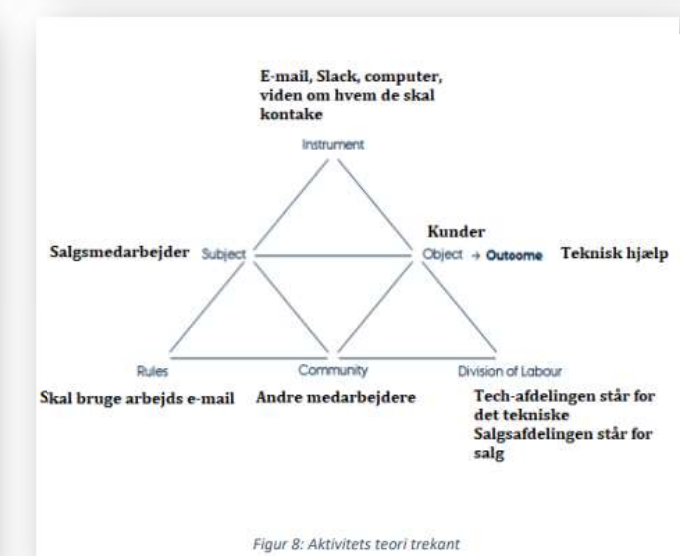 E-mail, Slack, computer,
viden om hvem de skal
kontake
Instrument
Kunder
Salgsmedarbejder Subject Object → Outcome Teknisk hjælp
Rules Community Division of Labour
Skal bruge arbejds e-mail Andre medarbejdere Tech-afdelingen står for
det tekniske
Salgsafdelingen står for
salg
Figur 8: Aktivitets teori trekant